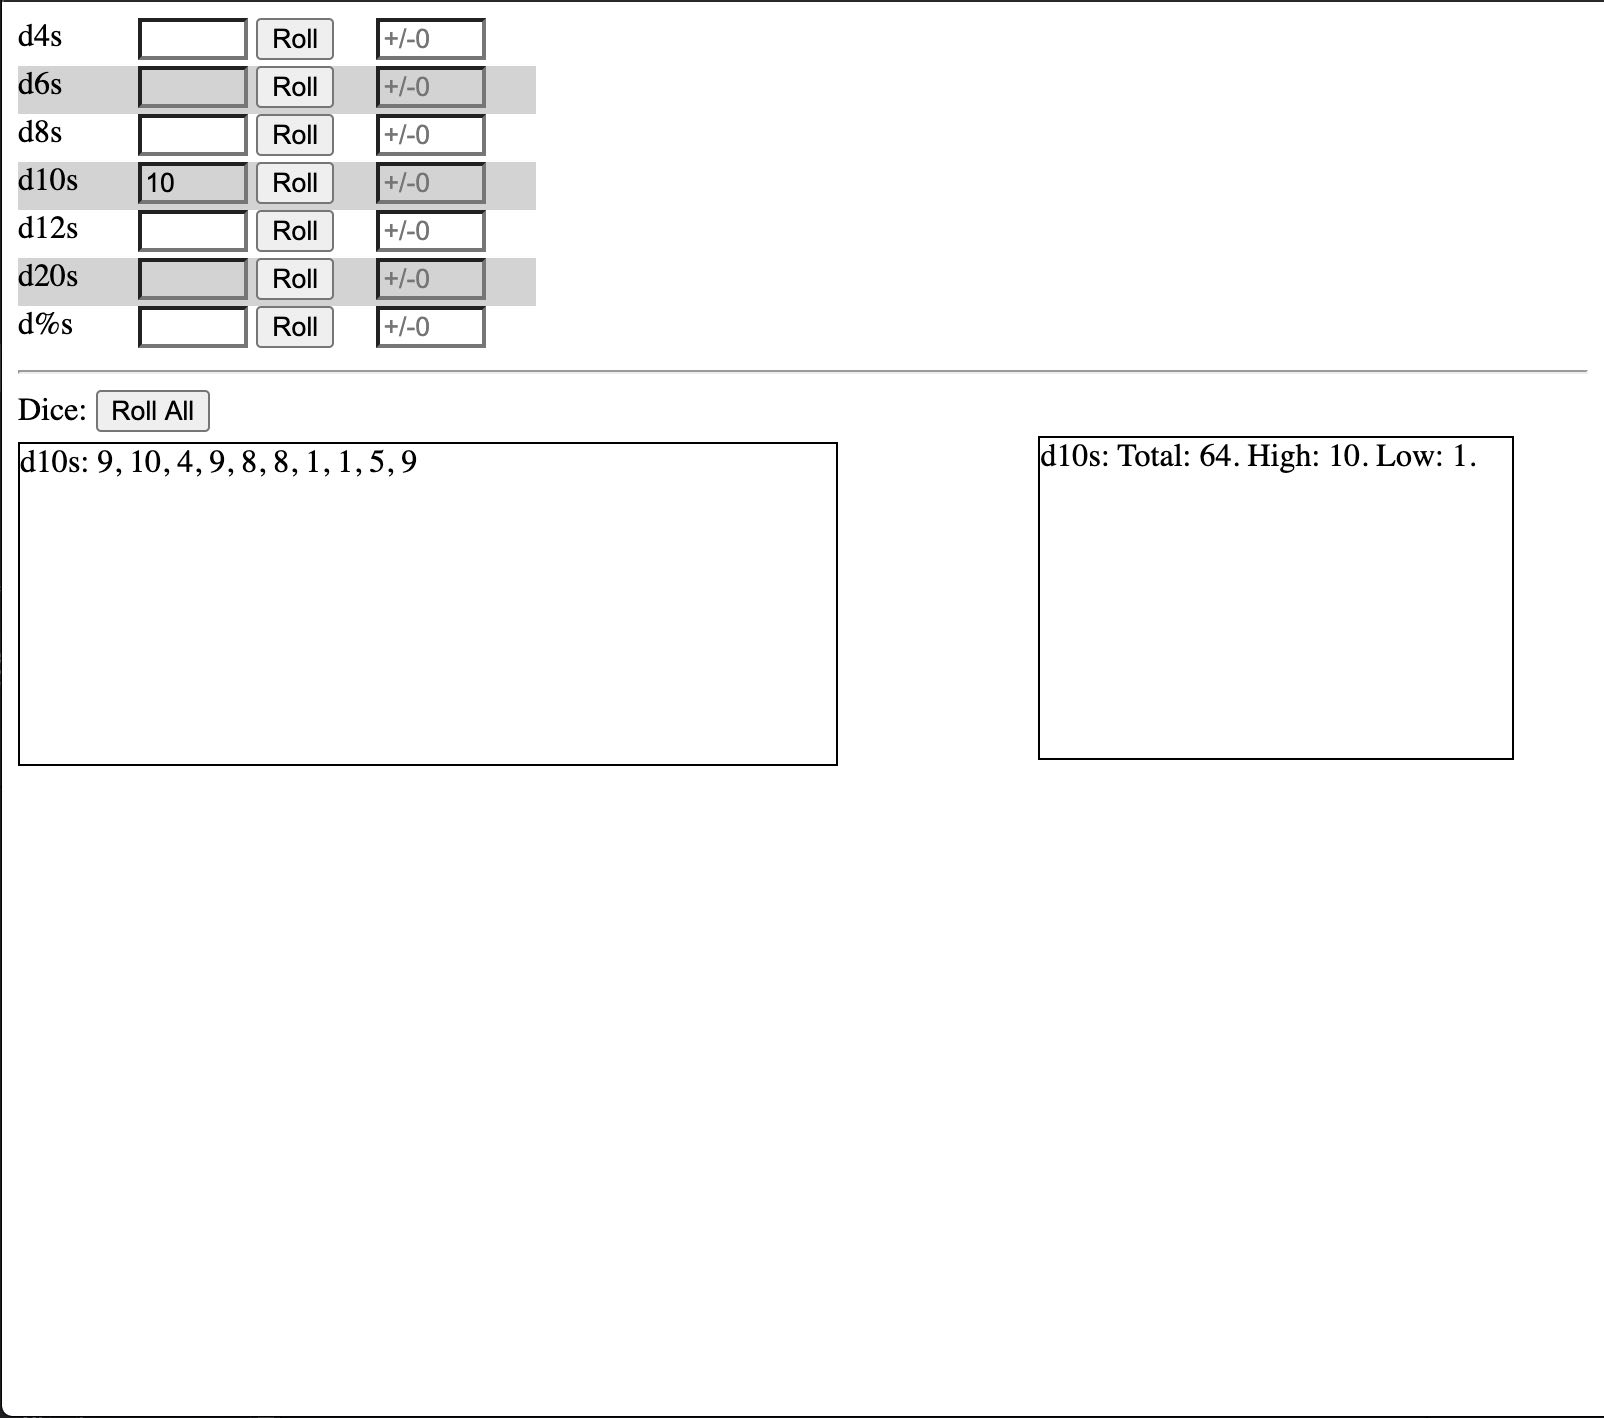 d4s Roll +/-0
d6s Roll +/-0
d8s Roll +/-0
d10s 10 Roll +/-0
d12s Roll +/-0
d20s Roll +/-0
d%s Roll +/-0
Dice: Roll All
d10s: 9, 10, 4, 9, 8, 8, 1, 1, 5, 9
d10s: Total: 64. High: 10. Low: 1.